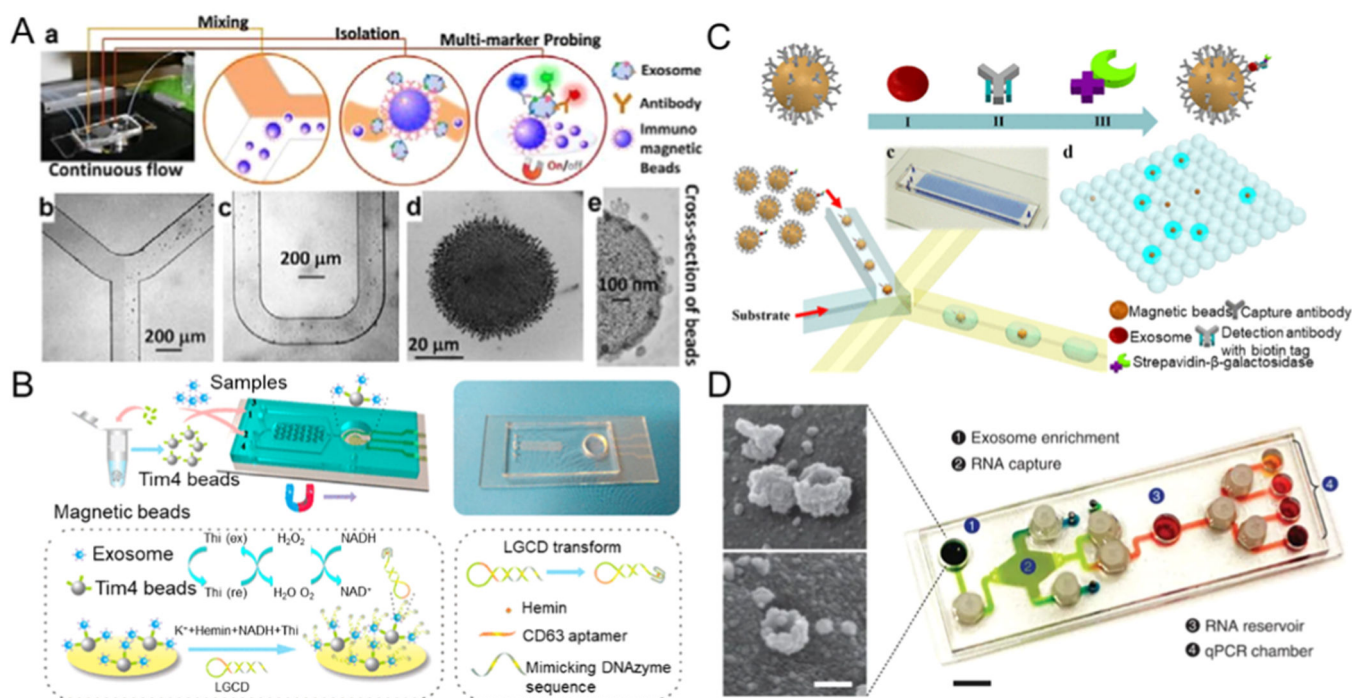 A
a
Mixing
Isolation
Multi-marker Probing
Continuous flow
On/off
Exosome
Antibody
Immuno
magnetic
Beads
b
200 μm
c
200 μm
d
20 μm
e
100 nm
Cross-section of beads
B
Samples
Tim4 beads
Magnetic beads
Exosome
Tim4 beads
Thi (ex)
H2O2
NADH
Thi (re)
H2O O2
NAD+
K++Hemin+NADH+Thi
LGCD
LGCD transform
Hemin
CD63 aptamer
Mimicking DNAzyme
sequence
C
I
II
III
c
d
Substrate
Magnetic beads
Capture antibody
Exosome
Detection antibody
with biotin tag
Strepavidin-β-galactosidase
D
1 Exosome enrichment
2 RNA capture
1
2
3
4
3 RNA reservoir
4 qPCR chamber